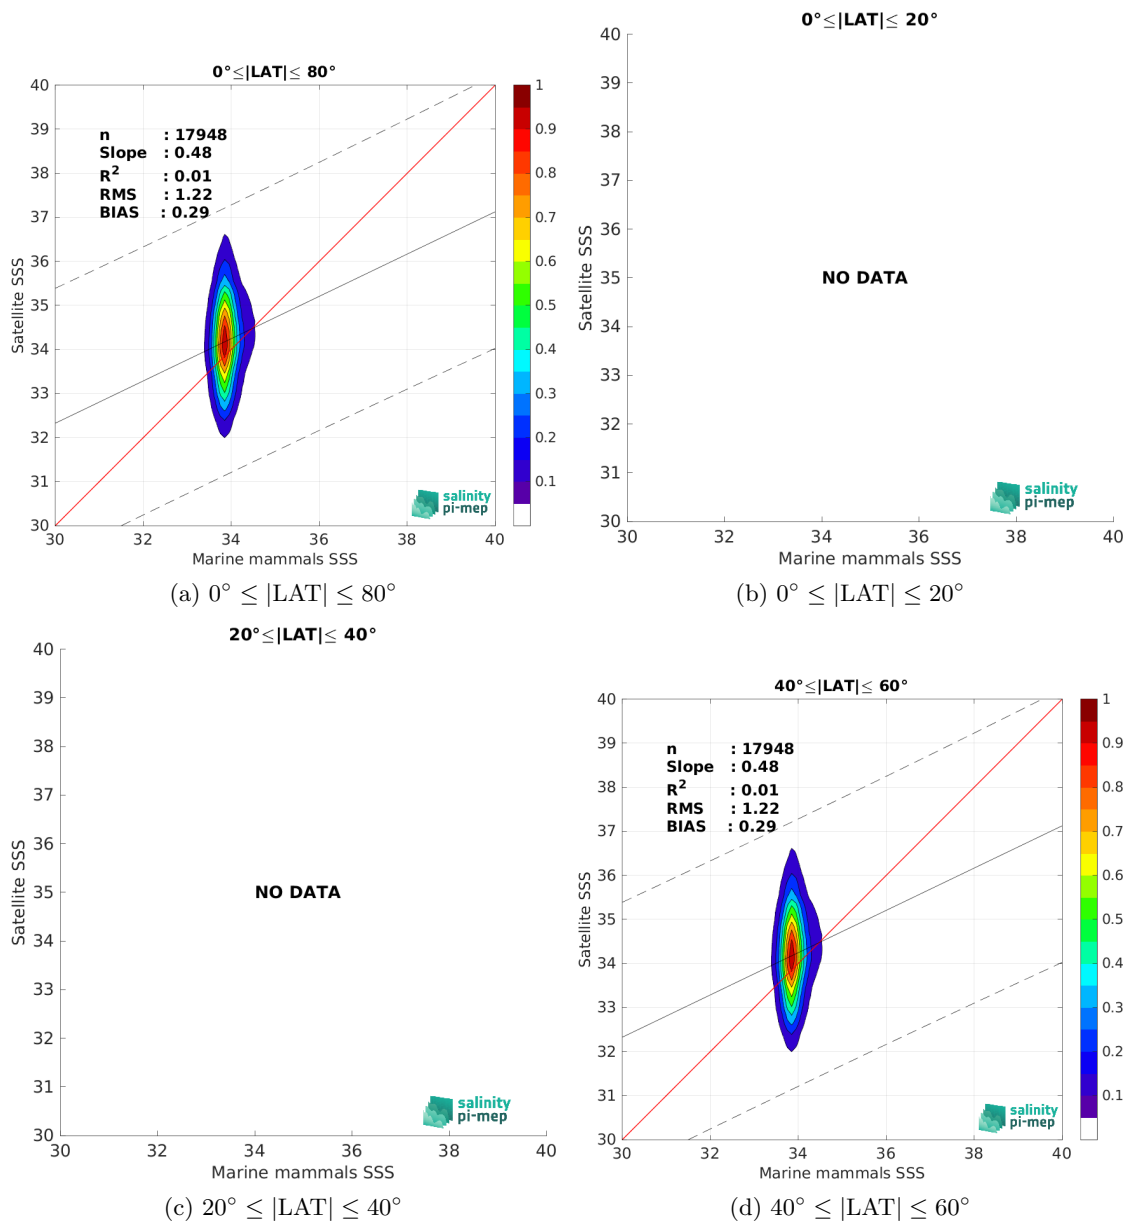 0°≤|LAT|≤ 80°
40
39
38
37
36
35
34
33
32
31
30
n : 17948
Slope : 0.48
R² : 0.01
RMS : 1.22
BIAS : 0.29
Satellite SSS
salinity
pi-mep
30 32 34 36 38 40
Marine mammals SSS
1
0.9
0.8
0.7
0.6
0.5
0.4
0.3
0.2
0.1
(a) 0° ≤ |LAT| ≤ 80°
0°≤|LAT|≤ 20°
40
39
38
37
36
35
34
33
32
31
30
Satellite SSS
NO DATA
salinity
pi-mep
30 32 34 36 38 40
Marine mammals SSS
(b) 0° ≤ |LAT| ≤ 20°
20°≤|LAT|≤ 40°
40
39
38
37
36
35
34
33
32
31
30
Satellite SSS
NO DATA
salinity
pi-mep
30 32 34 36 38 40
Marine mammals SSS
(c) 20° ≤ |LAT| ≤ 40°
40°≤|LAT|≤ 60°
40
39
38
37
36
35
34
33
32
31
30
n : 17948
Slope : 0.48
R² : 0.01
RMS : 1.22
BIAS : 0.29
Satellite SSS
salinity
pi-mep
30 32 34 36 38 40
Marine mammals SSS
1
0.9
0.8
0.7
0.6
0.5
0.4
0.3
0.2
0.1
(d) 40° ≤ |LAT| ≤ 60°